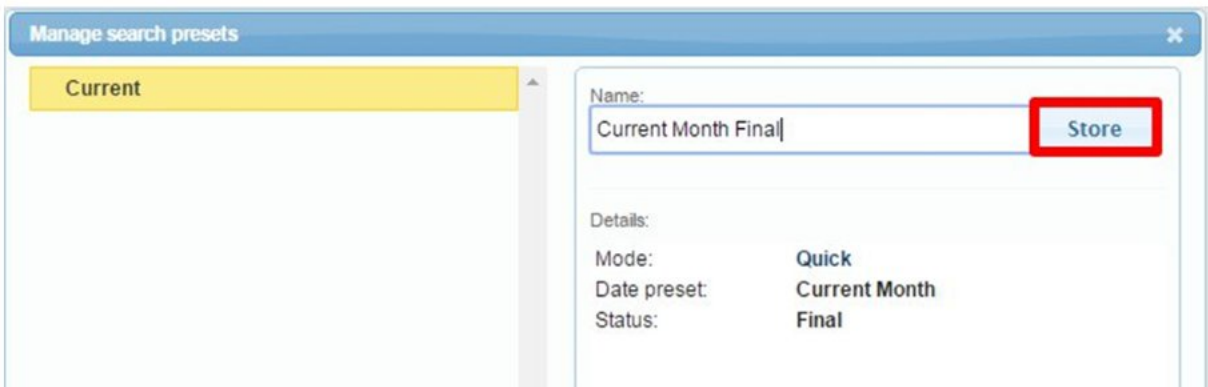 Manage search presets
Current
Name:
Current Month Final
Store
Details:
Mode: Quick
Date preset: Current Month
Status: Final